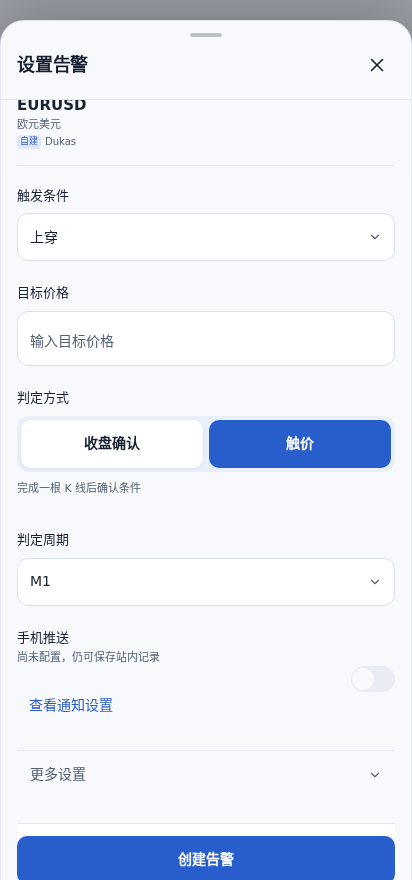 设置告警
EURUSD
欧元美元
自建 Dukas
触发条件
上穿
目标价格
输入目标价格
判定方式
收盘确认 触价
完成一根 K 线后确认条件
判定周期
M1
手机推送
尚未配置，仍可保存站内记录
查看通知设置
更多设置
创建告警